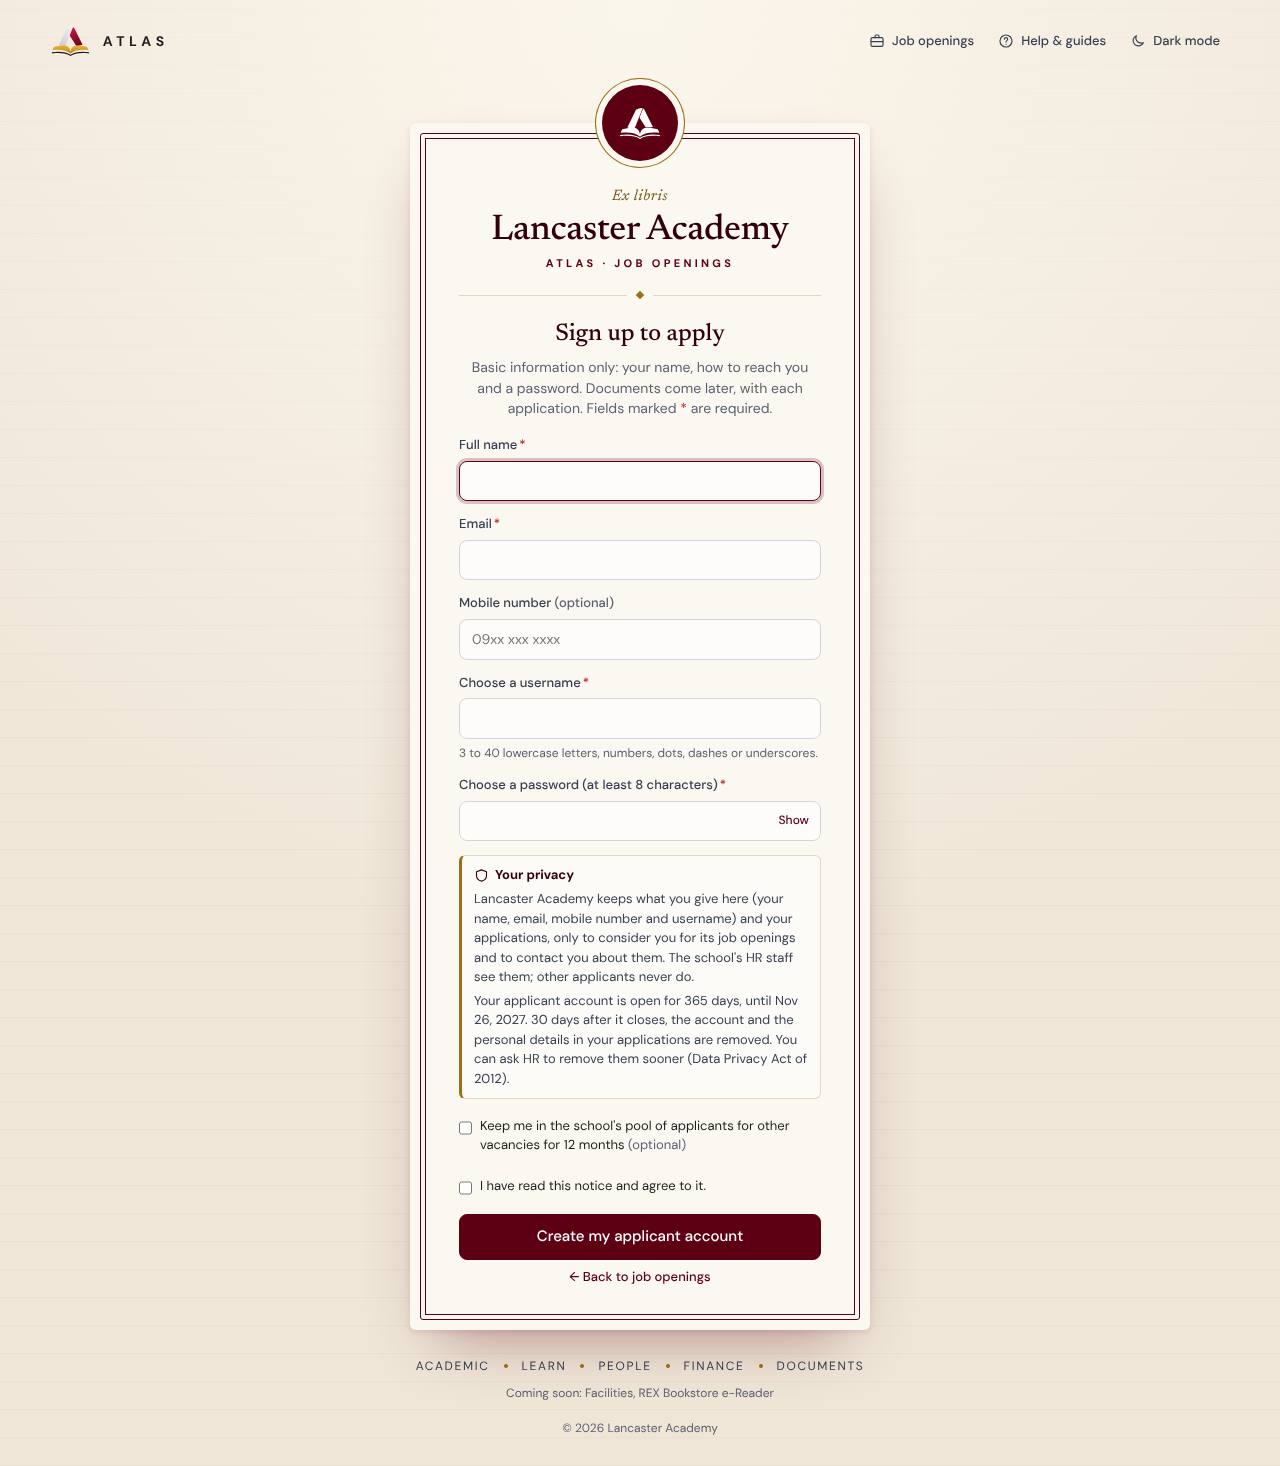 ATLAS
Job openings
Help & guides
Dark mode
Ex libris
Lancaster Academy
ATLAS · JOB OPENINGS
Sign up to apply
Basic information only: your name, how to reach you
and a password. Documents come later, with each
application. Fields marked * are required.
Full name *
Email *
Mobile number (optional)
09xx xxx xxxx
Choose a username *
3 to 40 lowercase letters, numbers, dots, dashes or underscores.
Choose a password (at least 8 characters) *
Show
Your privacy
Lancaster Academy keeps what you give here (your
name, email, mobile number and username) and your
applications, only to consider you for its job openings
and to contact you about them. The school's HR staff
see them; other applicants never do.
Your applicant account is open for 365 days, until Nov
26, 2027. 30 days after it closes, the account and the
personal details in your applications are removed. You
can ask HR to remove them sooner (Data Privacy Act of
2012).
Keep me in the school's pool of applicants for other
vacancies for 12 months (optional)
I have read this notice and agree to it.
Create my applicant account
← Back to job openings
ACADEMIC • LEARN • PEOPLE • FINANCE • DOCUMENTS
Coming soon: Facilities, REX Bookstore e-Reader
© 2026 Lancaster Academy